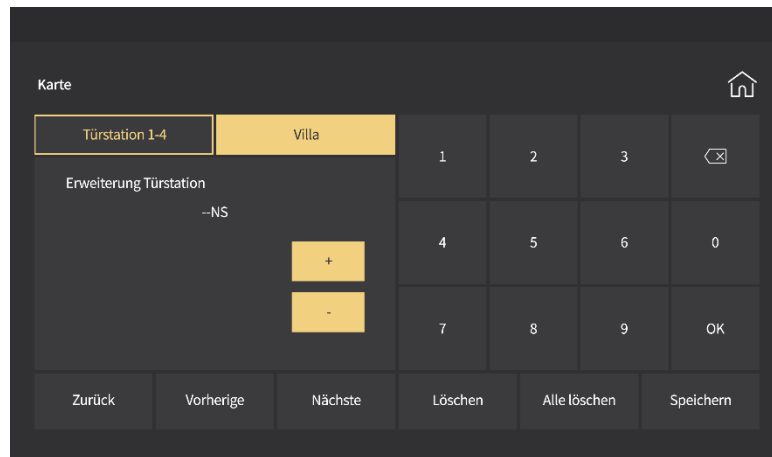 Karte
Türstation 1-4
Villa
1
2
3
Erweiterung Türstation
--NS
4
5
6
0
+
-
7
8
9
OK
Zurück
Vorherige
Nächste
Löschen
Alle löschen
Speichern